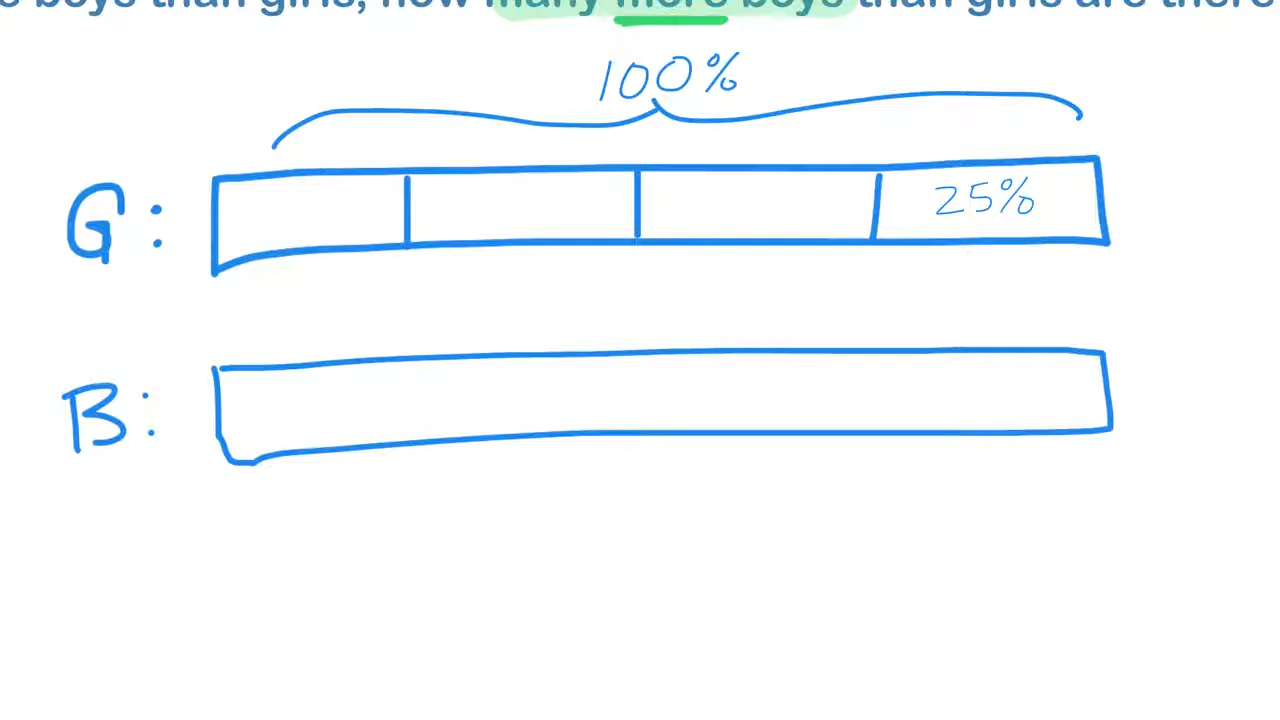 boys than girls, how many more boys than girls are there
100%
G:
25%
B: